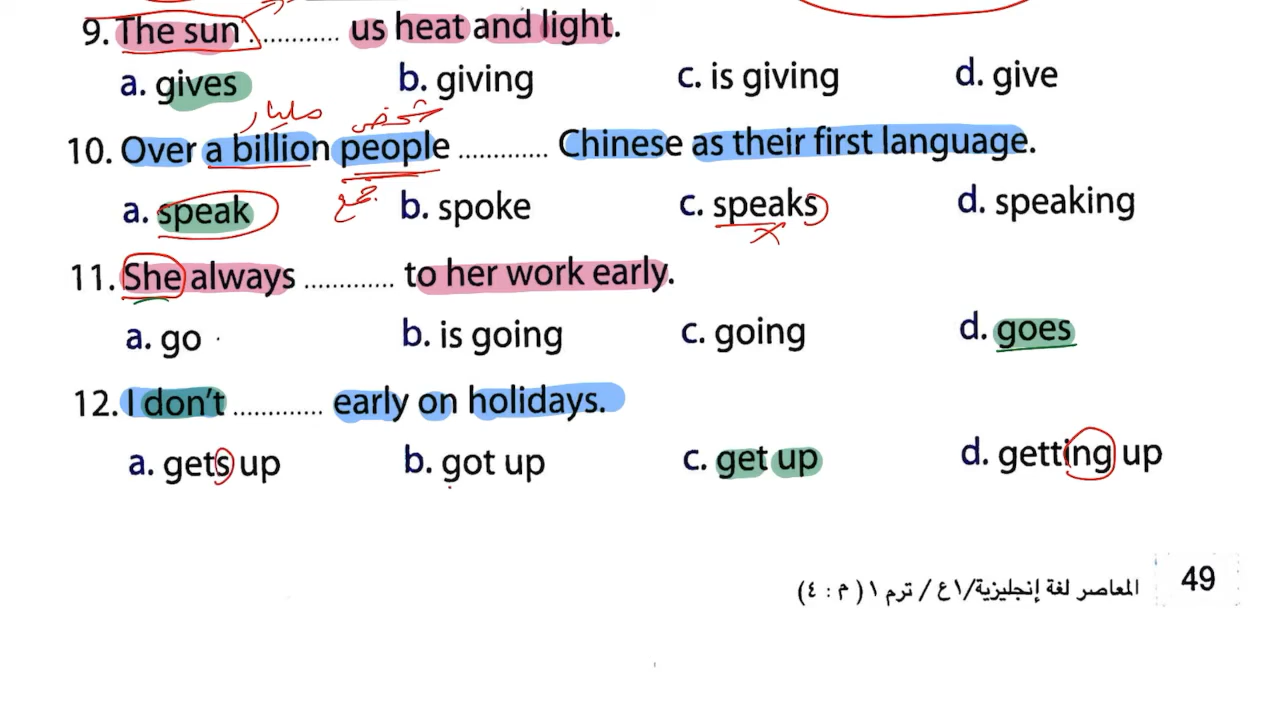 9. The sun ............ us heat and light.
a. gives b. giving c. is giving d. give
مليار شخص
10. Over a billion people ............ Chinese as their first language.
جمع
a. speak b. spoke c. speaks d. speaking
11. She always ............ to her work early.
a. go b. is going c. going d. goes
12. I don't ............ early on holidays.
a. gets up b. got up c. get up d. getting up
المعاصر لغة إنجليزية/١ع / ترم ١ (م : ٤) 49